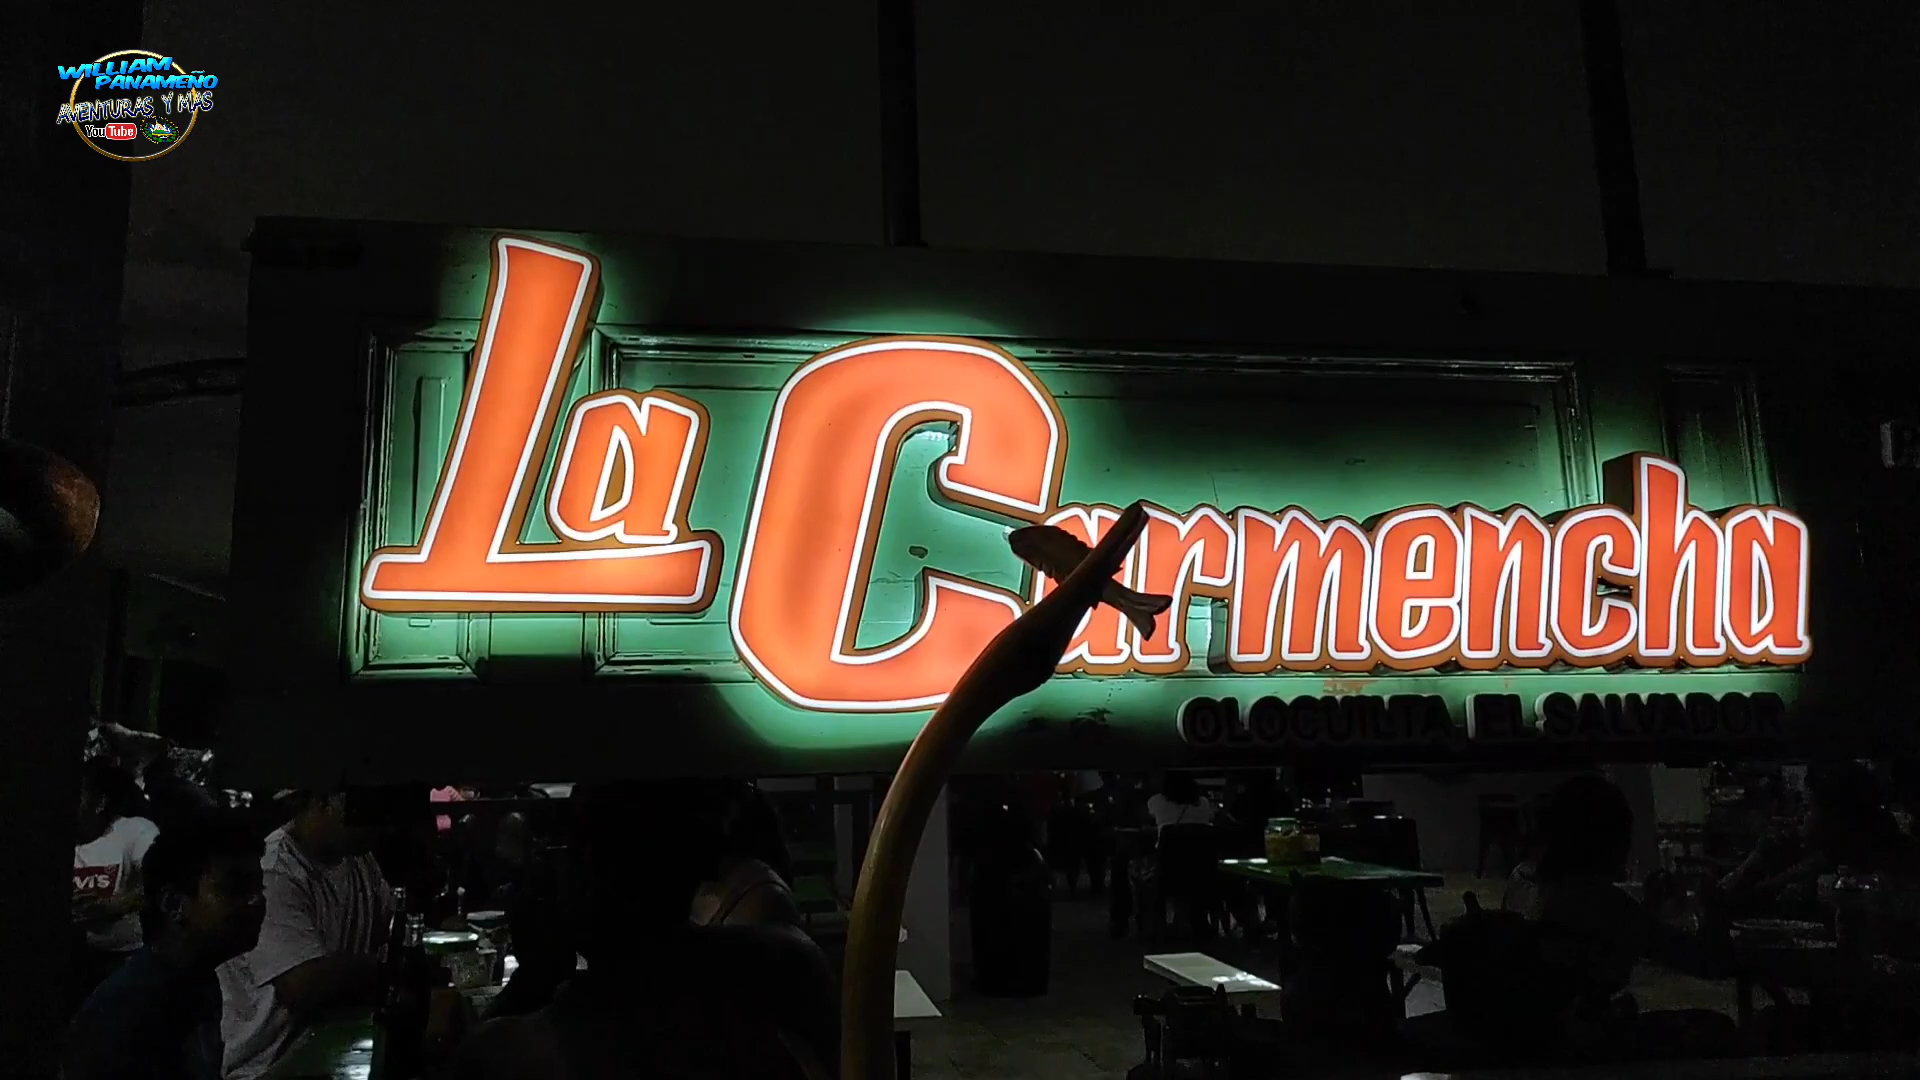 WILLIAM
PANAMEÑO
AVENTURAS Y MAS
YouTube
La Carmencha
OLOCUILTA, EL SALVADOR